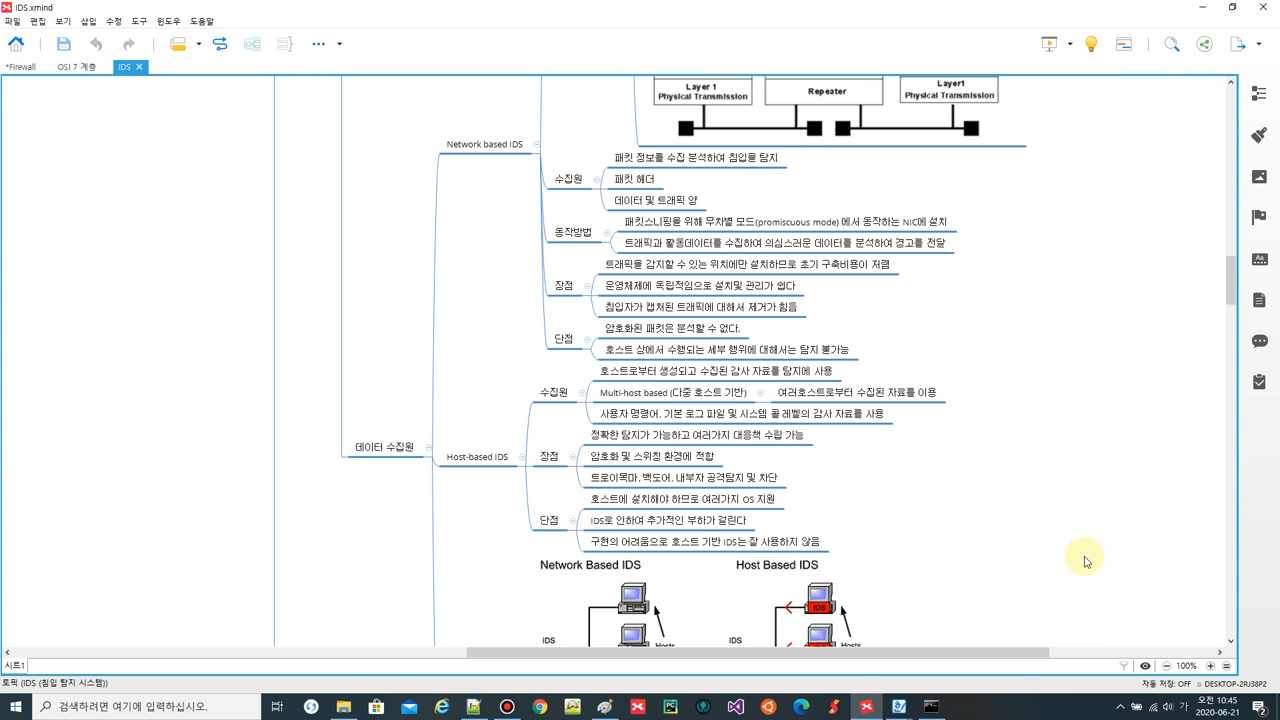 IDS.xmind
파일 편집 보기 삽입 수정 도구 윈도우 도움말
*Firewall OSI 7 계층 IDS
Layer 1
Physical Transmission
Repeater
Layer1
Physical Transmission
Network based IDS
수집원
패킷 정보를 수집 분석하여 침입을 탐지
패킷 헤더
데이터 및 트래픽 양
동작방법
패킷스니핑을 위해 무차별 모드(promiscuous mode) 에서 동작하는 NIC에 설치
트래픽과 활동데이터를 수집하여 의심스러운 데이터를 분석하여 경고를 전달
장점
트래픽을 감지할 수 있는 위치에만 설치하므로 초기 구축비용이 저렴
운영체제에 독립적임으로 설치및 관리가 쉽다
침입자가 캡처된 트래픽에 대해서 제거가 힘듬
단점
암호화된 패킷은 분석할 수 없다.
호스트 상에서 수행되는 세부 행위에 대해서는 탐지 불가능
데이터 수집원
Host-based IDS
수집원
호스트로부터 생성되고 수집된 감사 자료를 탐지에 사용
Multi-host based (다중 호스트 기반) 여러호스트로부터 수집된 자료를 이용
사용자 명령어, 기본 로그 파일 및 시스템 콜 레벨의 감사 자료를 사용
장점
정확한 탐지가 가능하고 여러가지 대응책 수립 가능
암호화 및 스위칭 환경에 적합
트로이목마, 백도어, 내부자 공격탐지 및 차단
단점
호스트에 설치해야 하므로 여러가지 OS 지원
IDS로 인하여 추가적인 부하가 걸린다
구현의 어려움으로 호스트 기반 IDS는 잘 사용하지 않음
Network Based IDS
Host Based IDS
IDS
IDS
Hosts
IDS
Hosts
시트1
100%
토픽 (IDS (침입 탐지 시스템))
자동 저장: OFF DESKTOP-2RJ38P2
검색하려면 여기에 입력하십시오.
가
오전 10:45
2020-06-21